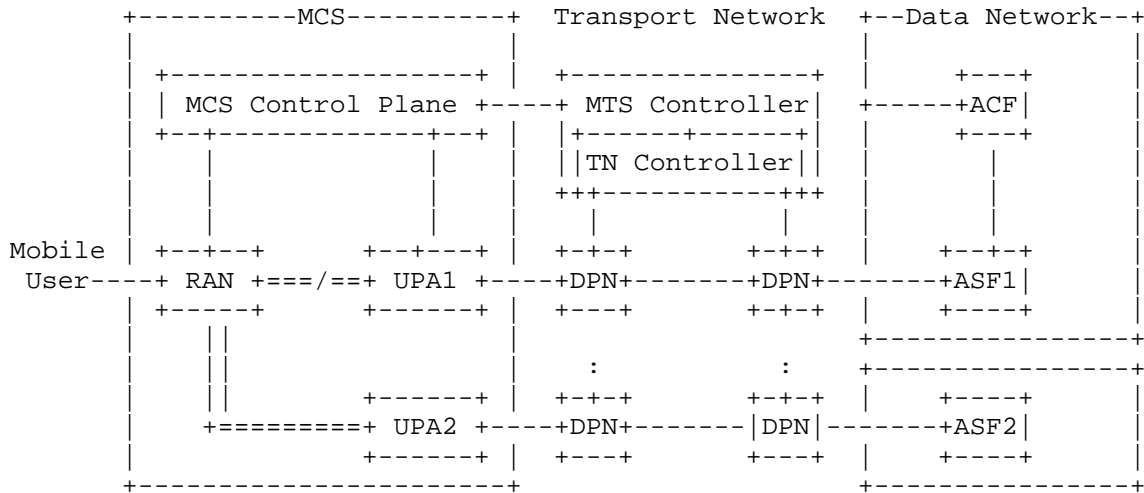 MCS Transport Network Data Network
MCS Control Plane MTS Controller ACF
TN Controller
Mobile
User RAN / UPA1 DPN DPN ASF1
: :
UPA2 DPN DPN ASF2